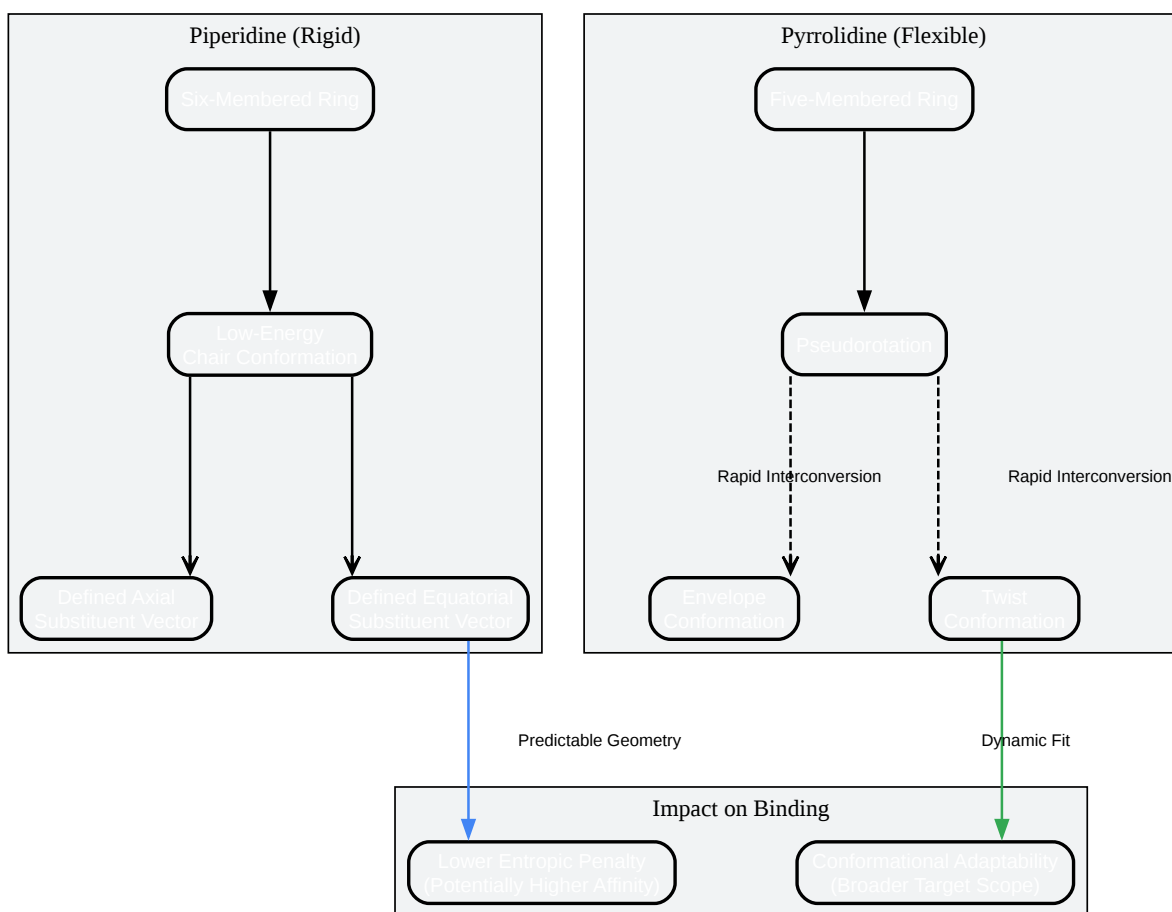 Piperidine (Rigid)
Six-Membered Ring
Low-Energy
Chair Conformation
Defined Axial
Substituent Vector
Defined Equatorial
Substituent Vector
Pyrrolidine (Flexible)
Five-Membered Ring
Pseudorotation
Rapid Interconversion
Rapid Interconversion
Envelope
Conformation
Twist
Conformation
Predictable Geometry
Dynamic Fit
Impact on Binding
Lower Entropic Penalty
(Potentially Higher Affinity)
Conformational Adaptability
(Broader Target Scope)